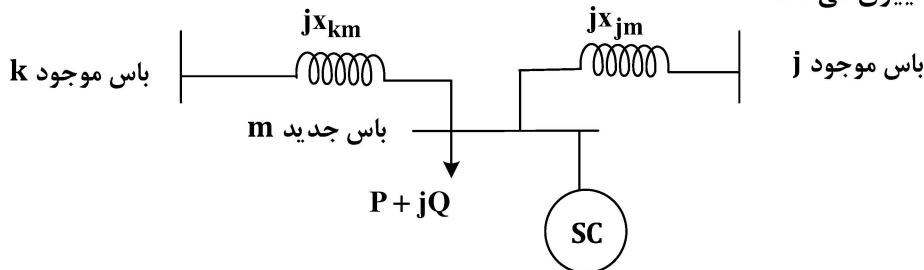 jx_km
jx_jm
باس موجود k
باس موجود j
باس جدید m
P + jQ
SC